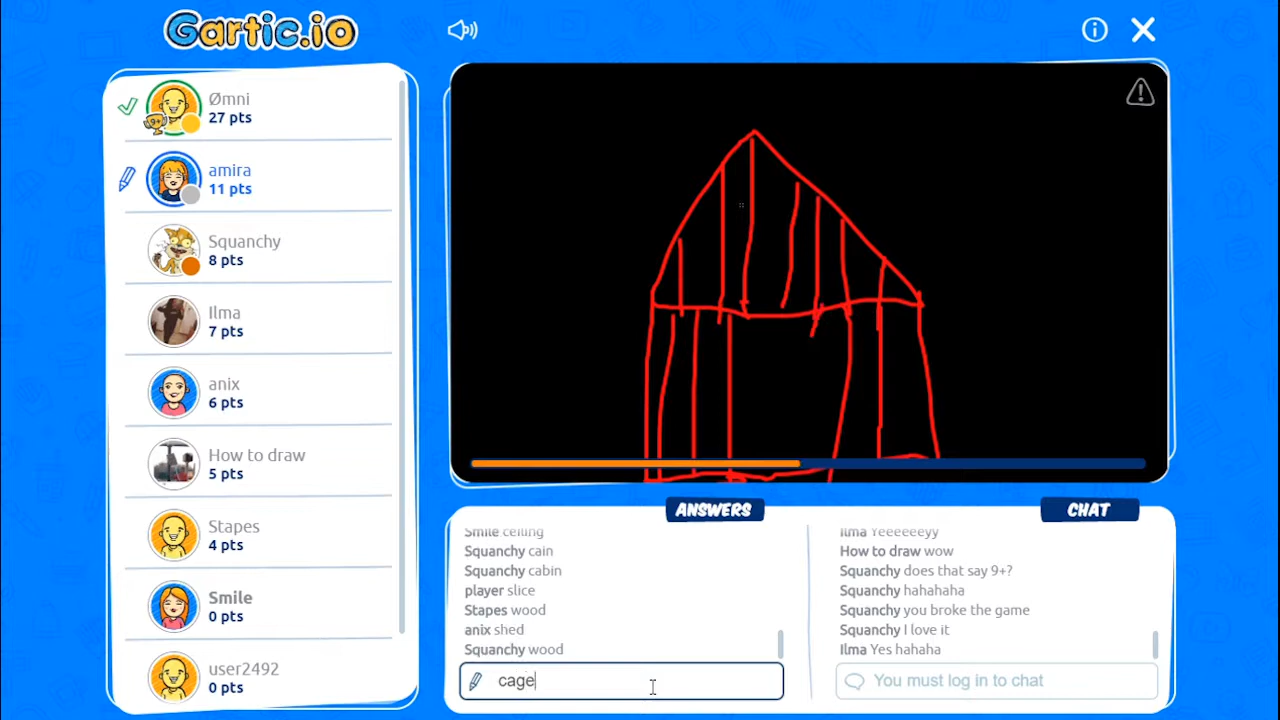 Gartic.io
Ømni
27 pts
9+
amira
11 pts
Squanchy
8 pts
Ilma
7 pts
anix
6 pts
How to draw
5 pts
Stapes
4 pts
Smile
0 pts
user2492
0 pts
ANSWERS
Smile ceiling
Squanchy cain
Squanchy cabin
player slice
Stapes wood
anix shed
Squanchy wood
cage
CHAT
Ilma Yeeeeeeyy
How to draw wow
Squanchy does that say 9+?
Squanchy hahahaha
Squanchy you broke the game
Squanchy I love it
Ilma Yes hahaha
You must log in to chat